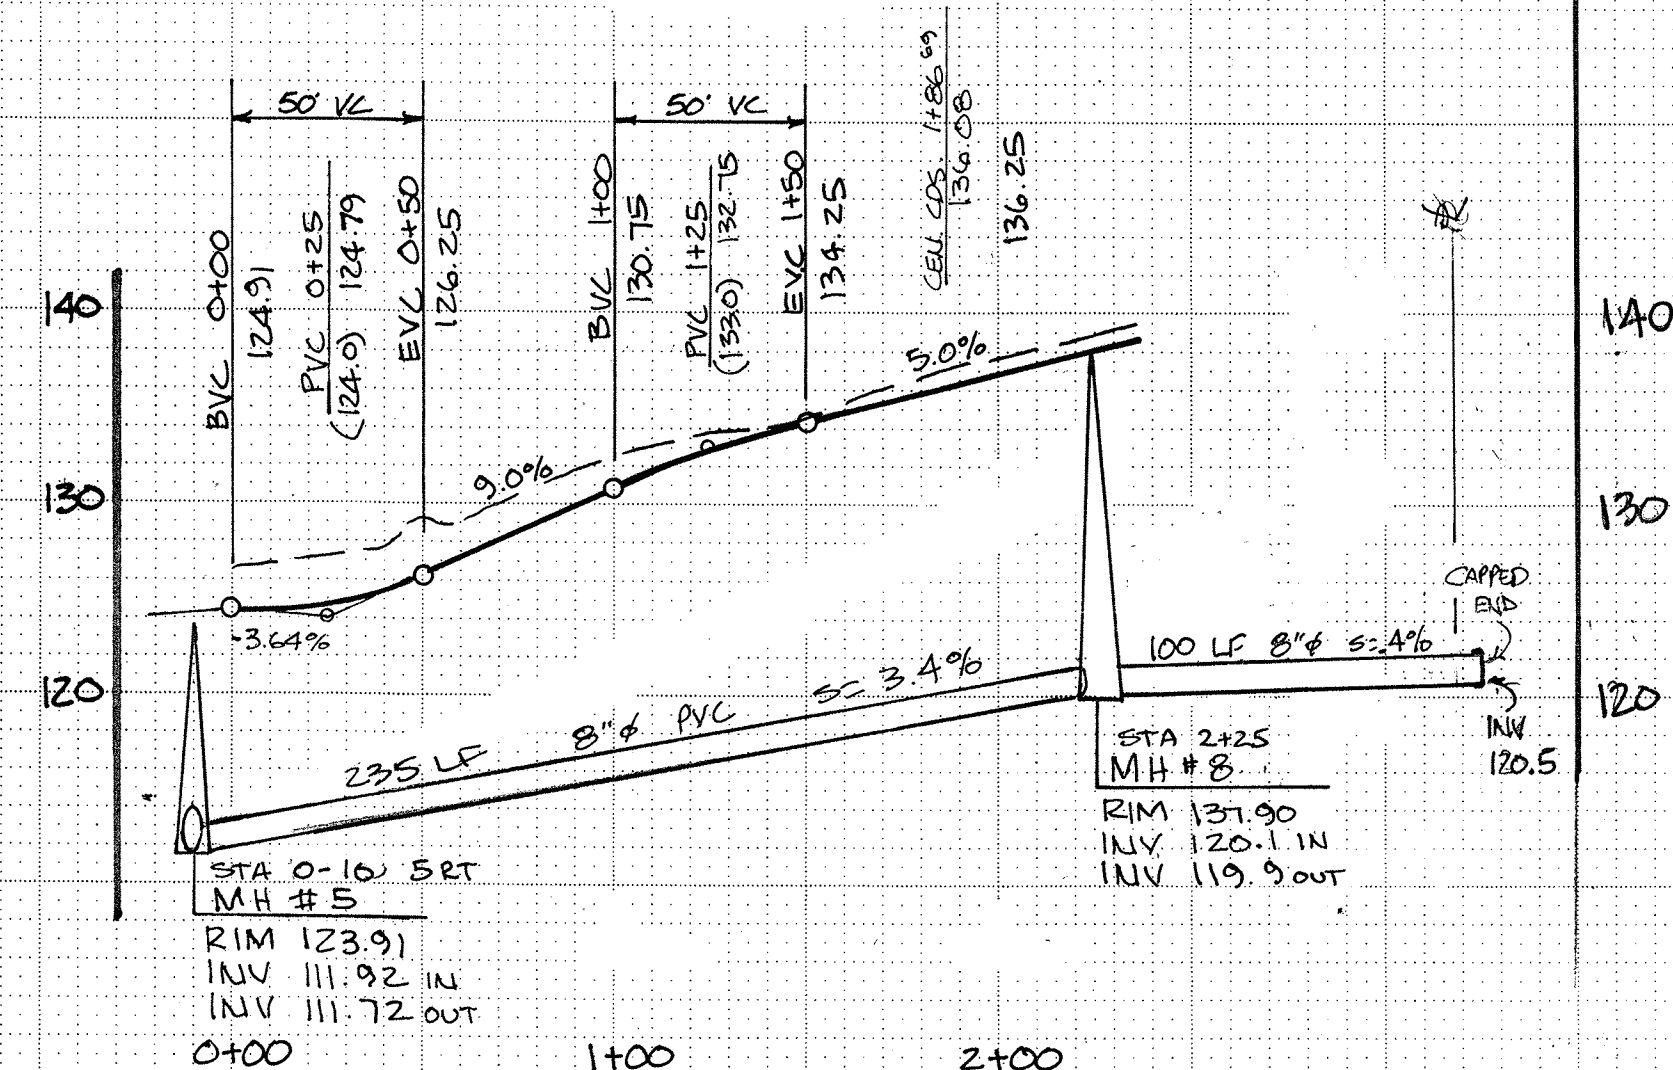 50' VC
50' VC
BVC 0+00
124.91
PVC 0+25
(124.0) 124.79
EVC 0+50
126.25
BVC 1+00
130.75
PVC 1+25
(133.0) 132.75
EVC 1+50
134.25
CEN. CDS. 1+86.69
136.08
136.25
140
140
130
130
120
120
-3.64%
9.0%
5.0%
CAPPED
END
100 LF 8"φ S=.4%
235 LF 8"φ PVC S= 3.4%
INV
120.5
STA 2+25
MH #8
RIM 137.90
INV 120.1 IN
INV 119.9 OUT
STA 0-10 5 RT
MH #5
RIM 123.91
INV 111.92 IN
INV 111.72 OUT
0+00
1+00
2+00